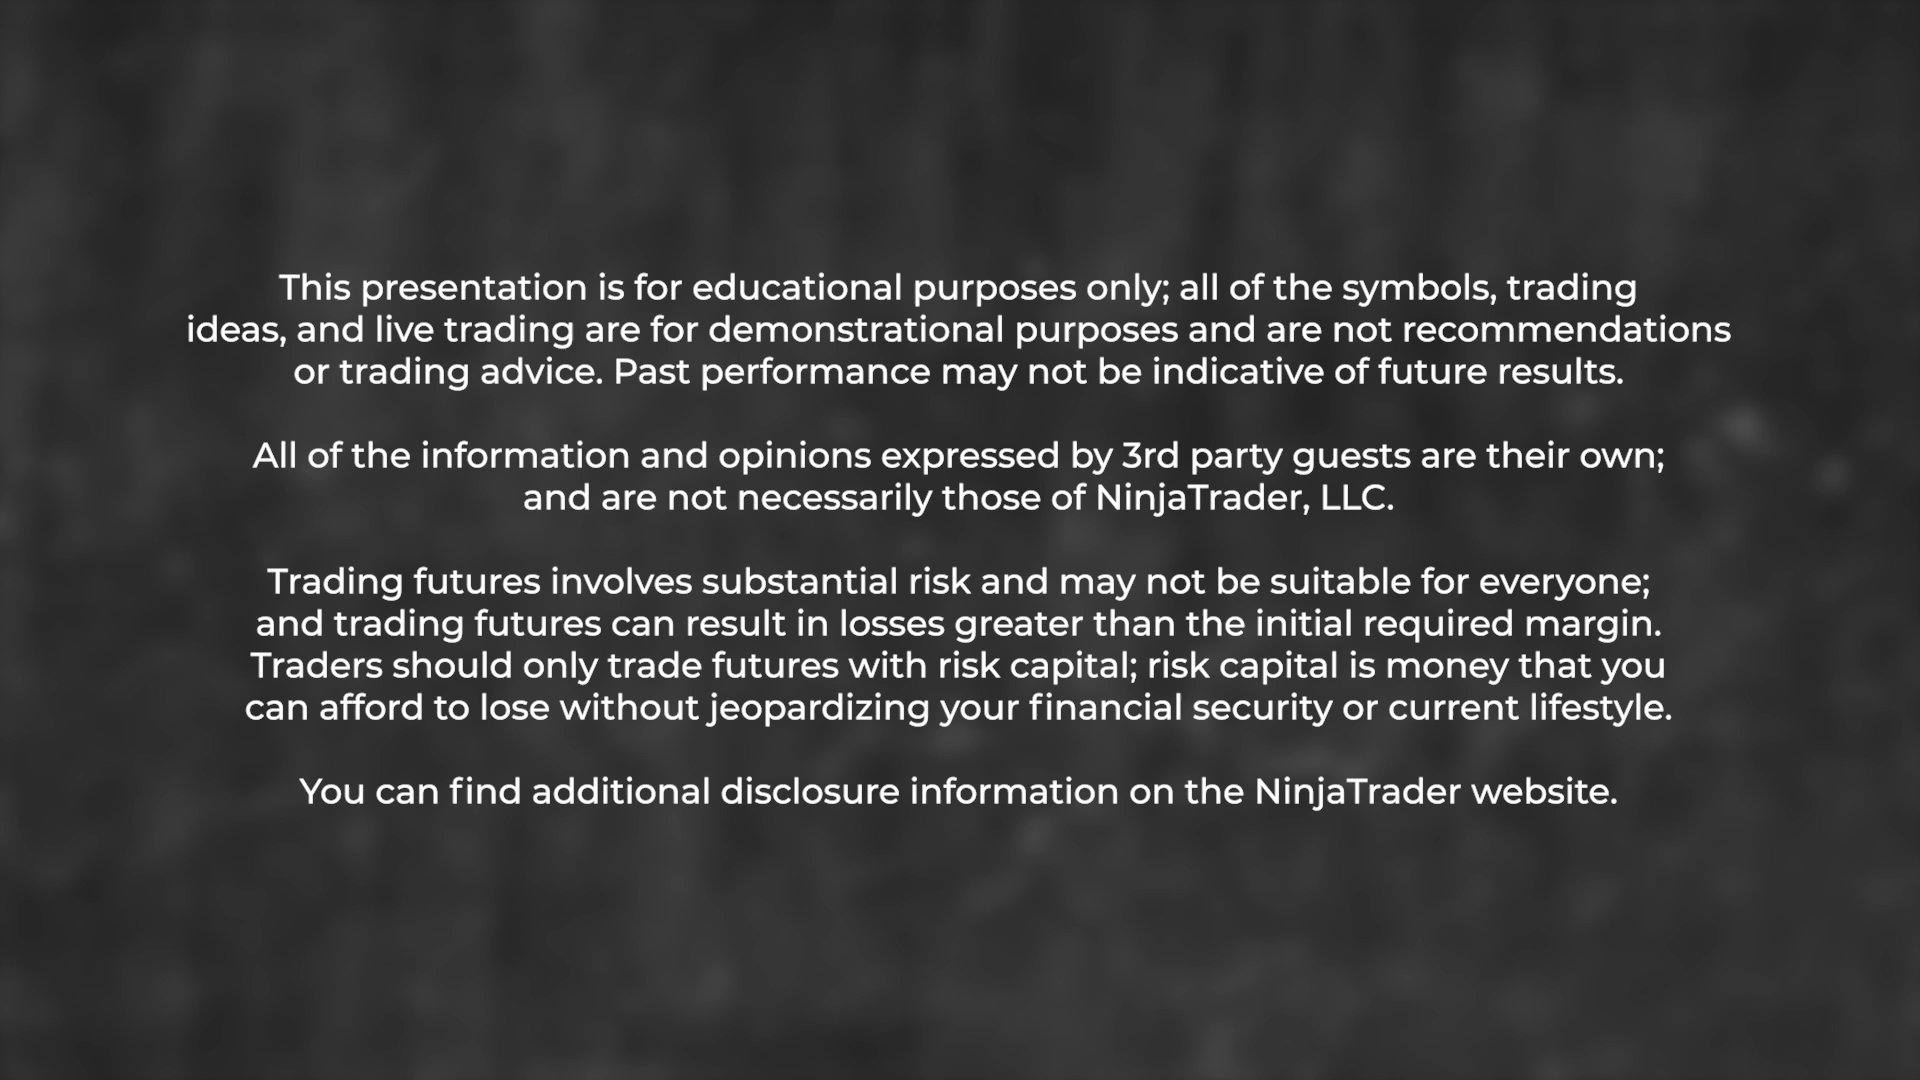 This presentation is for educational purposes only; all of the symbols, trading
ideas, and live trading are for demonstrational purposes and are not recommendations
or trading advice. Past performance may not be indicative of future results.
All of the information and opinions expressed by 3rd party guests are their own;
and are not necessarily those of NinjaTrader, LLC.
Trading futures involves substantial risk and may not be suitable for everyone;
and trading futures can result in losses greater than the initial required margin.
Traders should only trade futures with risk capital; risk capital is money that you
can afford to lose without jeopardizing your financial security or current lifestyle.
You can find additional disclosure information on the NinjaTrader website.